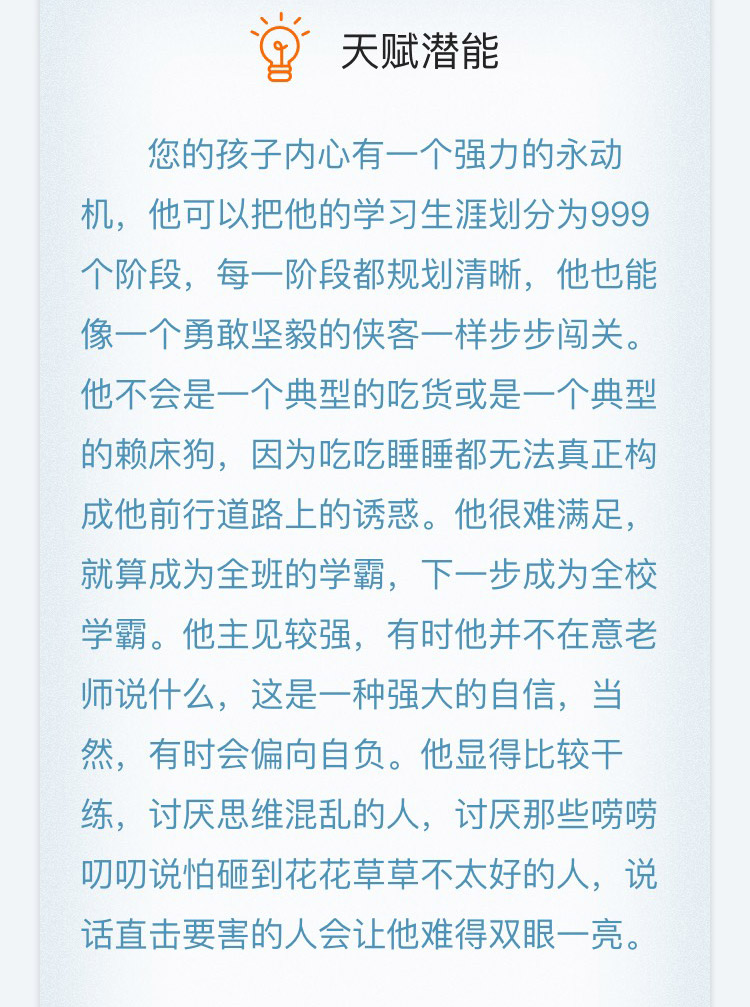 天赋潜能
您的孩子内心有一个强力的永动
机，他可以把他的学习生涯划分为999
个阶段，每一阶段都规划清晰，他也能
像一个勇敢坚毅的侠客一样步步闯关。
他不会是一个典型的吃货或是一个典型
的赖床狗，因为吃吃睡睡都无法真正构
成他前行道路上的诱惑。他很难满足，
就算成为全班的学霸，下一步成为全校
学霸。他主见较强，有时他并不在意老
师说什么，这是一种强大的自信，当
然，有时会偏向自负。他显得比较干
练，讨厌思维混乱的人，讨厌那些唠唠
叨叨说怕砸到花花草草不太好的人，说
话直击要害的人会让他难得双眼一亮。